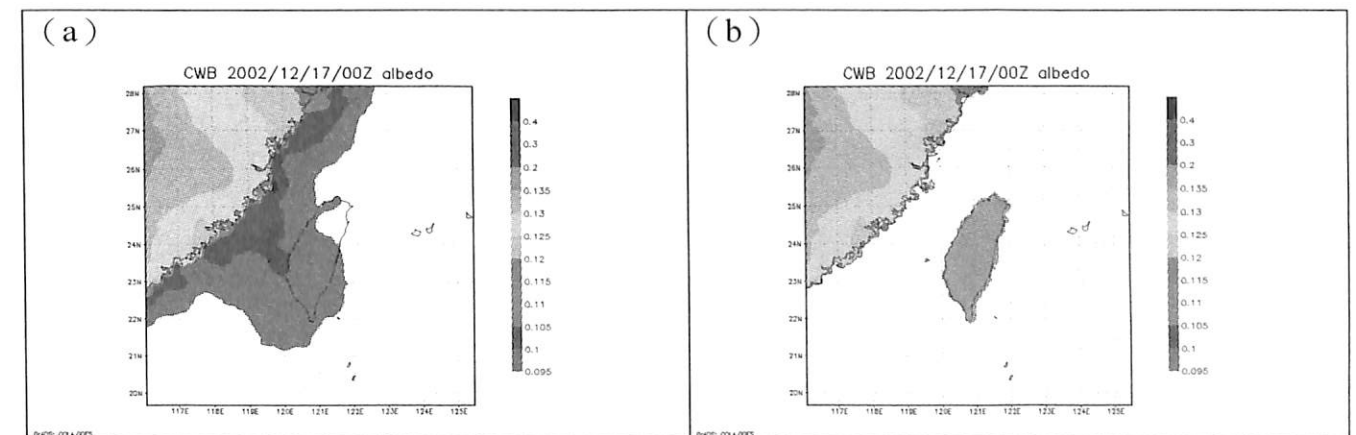 (a)
CWB 2002/12/17/00Z albedo
28N
27N
26N
25N
24N
23N
22N
21N
20N
117E 118E 119E 120E 121E 122E 123E 124E 125E
0.4
0.3
0.2
0.135
0.13
0.125
0.12
0.115
0.11
0.105
0.1
0.095
(b)
CWB 2002/12/17/00Z albedo
28N
27N
26N
25N
24N
23N
22N
21N
20N
117E 118E 119E 120E 121E 122E 123E 124E 125E
0.4
0.3
0.2
0.135
0.13
0.125
0.12
0.115
0.11
0.105
0.1
0.095